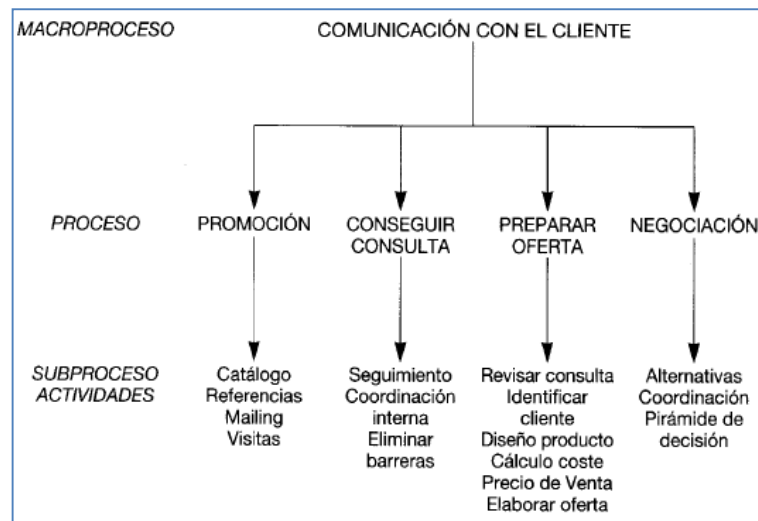 MACROPROCESO
COMUNICACIÓN CON EL CLIENTE
PROCESO
PROMOCIÓN
CONSEGUIR
CONSULTA
PREPARAR
OFERTA
NEGOCIACIÓN
SUBPROCESO
ACTIVIDADES
Catálogo
Referencias
Mailing
Visitas
Seguimiento
Coordinación
interna
Eliminar
barreras
Revisar consulta
Identificar
cliente
Diseño producto
Cálculo coste
Precio de Venta
Elaborar oferta
Alternativas
Coordinación
Pirámide de
decisión